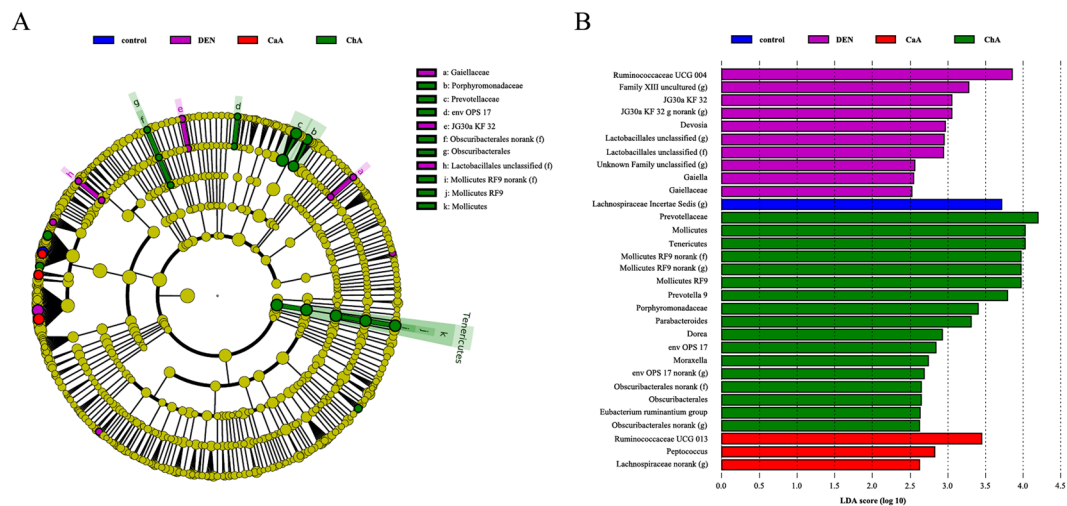 A
control DEN CaA ChA
a: Gaiellaceae
b: Porphyromonadaceae
c: Prevotellaceae
d: env OPS 17
e: JG30a KF 32
f: Obscuribacterales norank (f)
g: Obscuribacterales
h: Lactobacillales unclassified (f)
i: Mollicutes RF9 norank (f)
j: Mollicutes RF9
k: Mollicutes
g
f
e
d
c
b
a
h
k
Tenericutes
B
control DEN CaA ChA
Ruminococcaceae UCG 004
Family XIII uncultured (g)
JG30a KF 32
JG30a KF 32 g norank (g)
Devosia
Lactobacillales unclassified (g)
Lactobacillales unclassified (f)
Unknown Family unclassified (g)
Gaiella
Gaiellaceae
Lachnospiraceae Incertae Sedis (g)
Prevotellaceae
Mollicutes
Tenericutes
Mollicutes RF9 norank (f)
Mollicutes RF9 norank (g)
Mollicutes RF9
Prevotella 9
Porphyromonadaceae
Parabacteroides
Dorea
env OPS 17
Moraxella
env OPS 17 norank (g)
Obscuribacterales norank (f)
Obscuribacterales
Eubacterium ruminantium group
Obscuribacterales norank (g)
Ruminococcaceae UCG 013
Peptococcus
Lachnospiraceae norank (g)
0.0 0.5 1.0 1.5 2.0 2.5 3.0 3.5 4.0 4.5
LDA score (log 10)